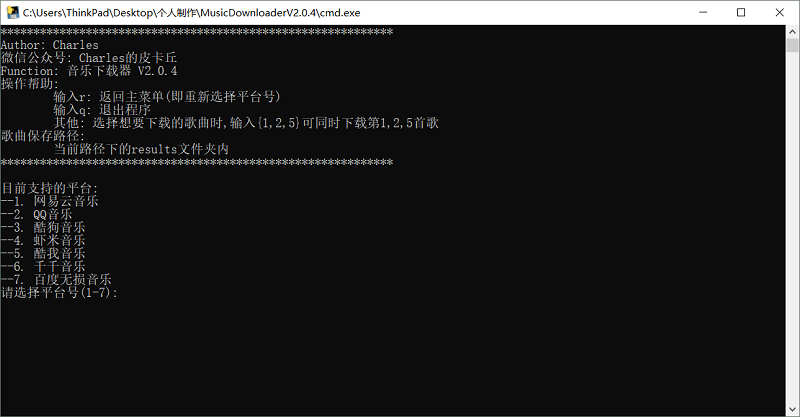 C:\Users\ThinkPad\Desktop\个人制作\MusicDownloaderV2.0.4\cmd.exe
************************************************************
Author: Charles
微信公众号: Charles的皮卡丘
Function: 音乐下载器 V2.0.4
操作帮助:
输入r: 返回主菜单(即重新选择平台号)
输入q: 退出程序
其他: 选择想要下载的歌曲时,输入{1,2,5}可同时下载第1,2,5首歌
歌曲保存路径:
当前路径下的results文件夹内
************************************************************
目前支持的平台:
--1. 网易云音乐
--2. QQ音乐
--3. 酷狗音乐
--4. 虾米音乐
--5. 酷我音乐
--6. 千千音乐
--7. 百度无损音乐
请选择平台号(1-7):